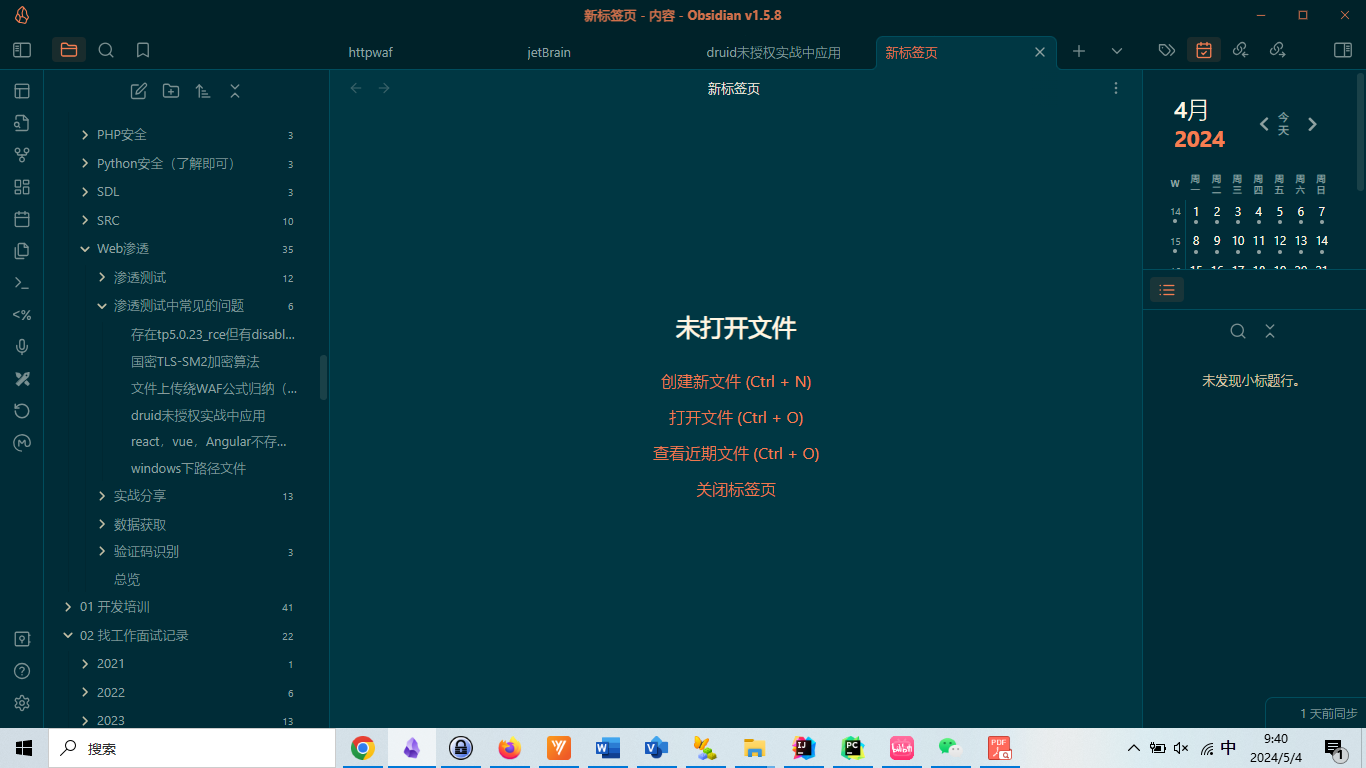 新标签页 - 内容 - Obsidian v1.5.8
httpwaf
jetBrain
druid未授权实战中应用
新标签页
新标签页
PHP安全 3
Python安全（了解即可） 3
SDL 3
SRC 10
Web渗透 35
渗透测试 12
渗透测试中常见的问题 6
存在tp5.0.23_rce但有disabl...
国密TLS-SM2加密算法
文件上传绕WAF公式归纳（...
druid未授权实战中应用
react，vue，Angular不存...
windows下路径文件
实战分享 13
数据获取
验证码识别 3
总览
01 开发培训 41
02 找工作面试记录 22
2021 1
2022 6
2023 13
未打开文件
创建新文件 (Ctrl + N)
打开文件 (Ctrl + O)
查看近期文件 (Ctrl + O)
关闭标签页
4月
2024
今天
W 周一 周二 周三 周四 周五 周六 周日
14 1 2 3 4 5 6 7
15 8 9 10 11 12 13 14
未发现小标题行。
1 天前同步
搜索
中
9:40
2024/5/4
1